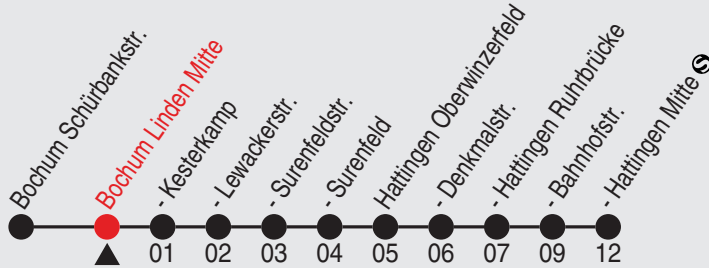 Bochum Schürbankstr.
Bochum Linden Mitte
- Kesterkamp
- Lewackerstr.
- Surenfeldstr.
- Surenfeld
Hattingen Oberwinzerfeld
- Denkmalstr.
- Hattingen Ruhrbrücke
- Bahnhofstr.
- Hattingen Mitte S
01 02 03 04 05 06 07 09 12